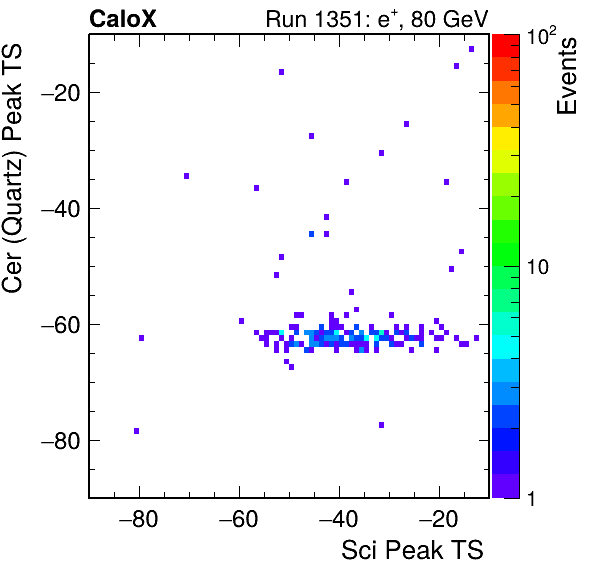 CaloX
Run 1351: e⁺, 80 GeV
Cer (Quartz) Peak TS
−20
−40
−60
−80
−80
−60
−40
−20
Sci Peak TS
10²
10
1
Events